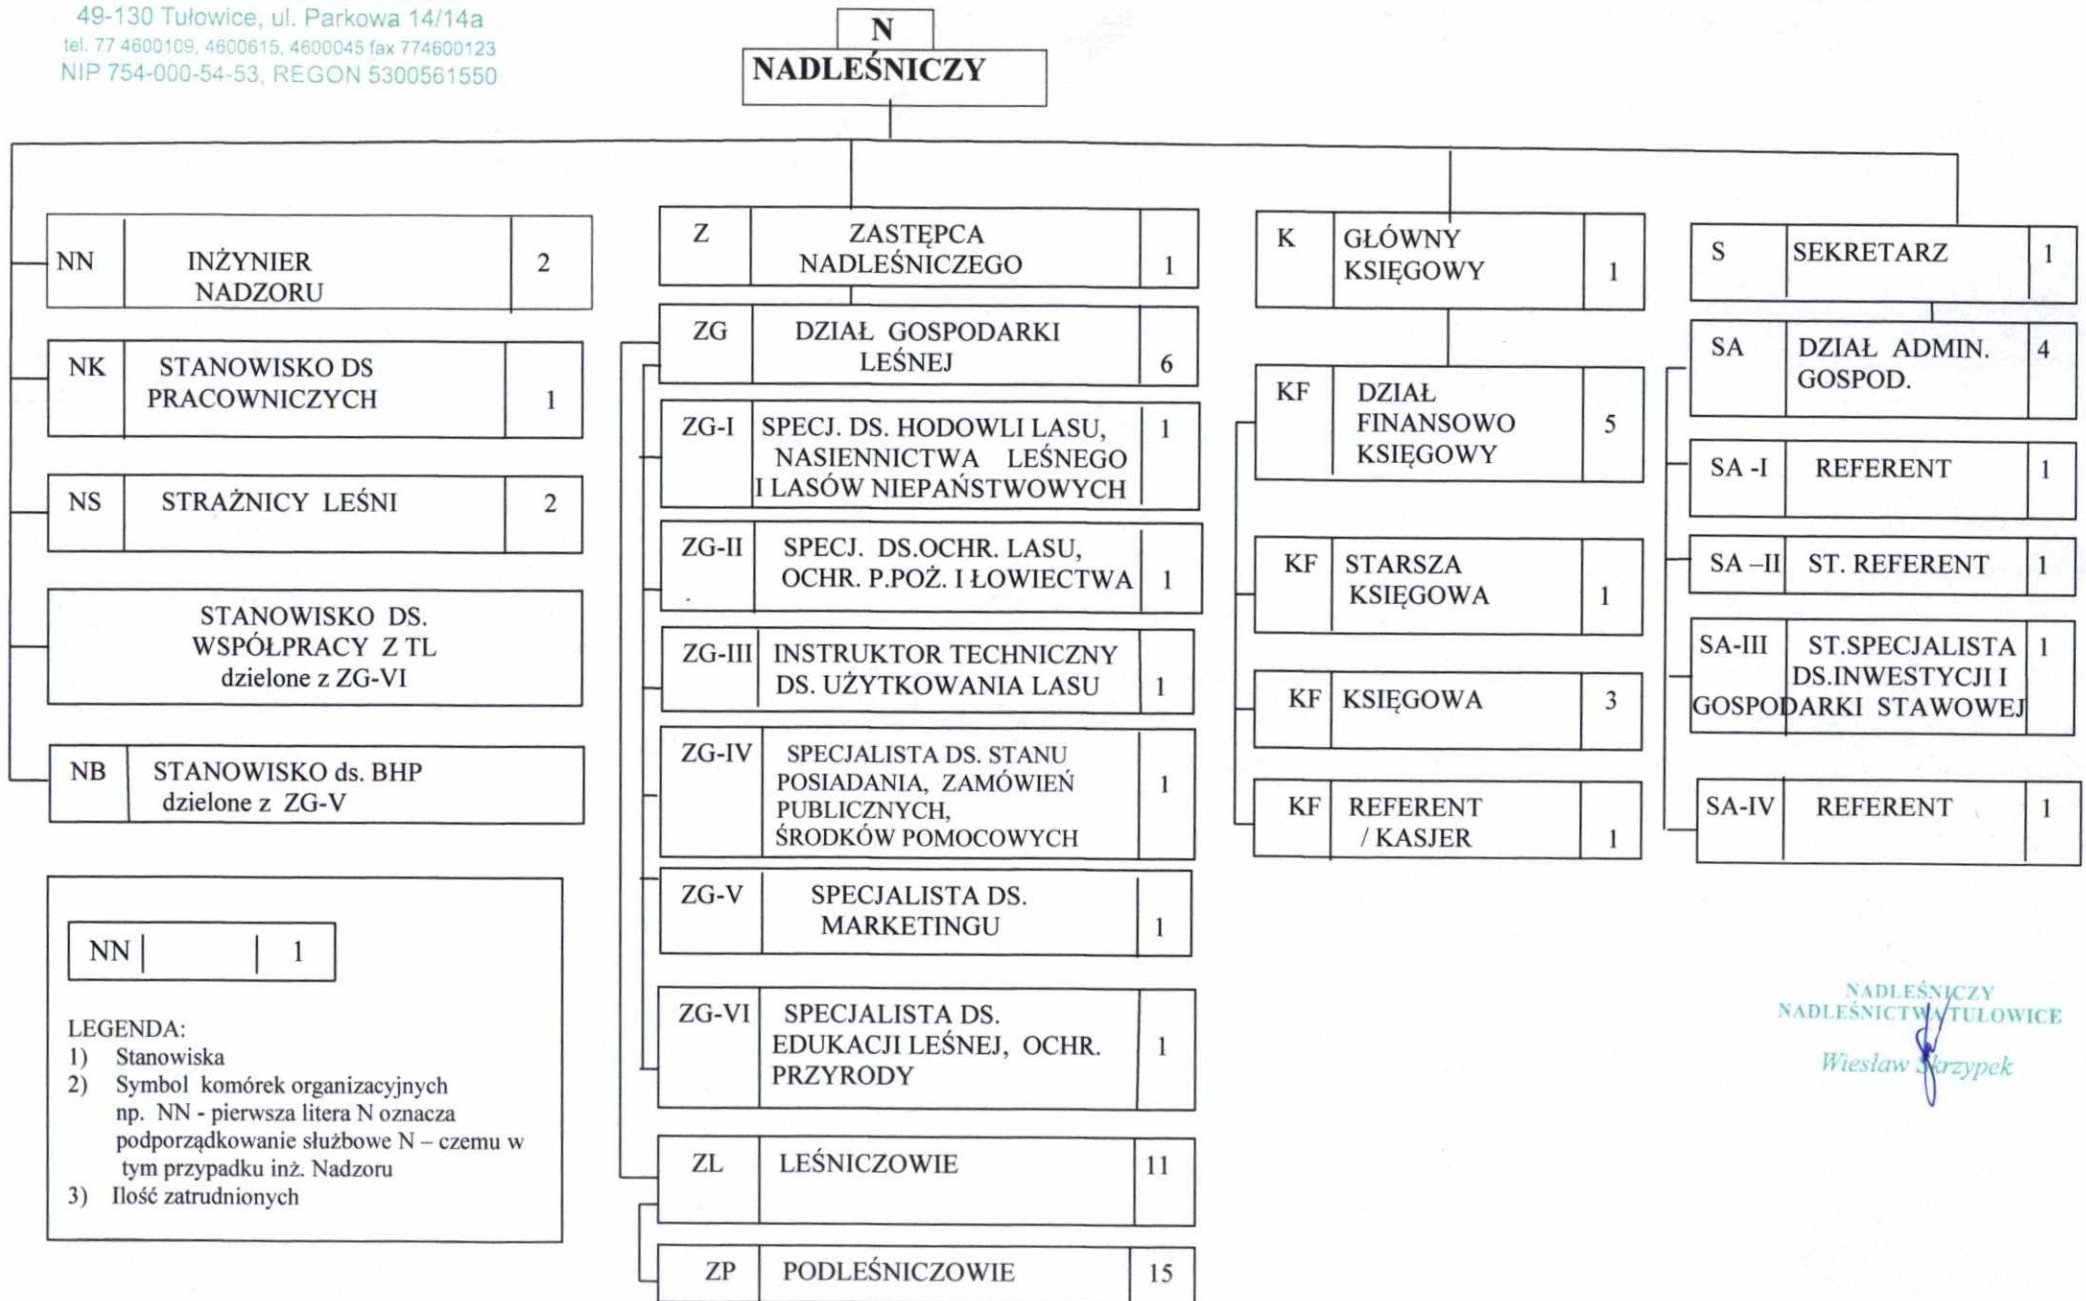 49-130 Tułowice, ul. Parkowa 14/14a
tel. 77 4600109, 4600615, 4600045 fax 774600123
NIP 754-000-54-53, REGON 5300561550
N
NADLEŚNICZY
NN INŻYNIER 2
NADZORU
NK STANOWISKO DS
PRACOWNICZYCH 1
NS STRAŻNICY LEŚNI 2
STANOWISKO DS.
WSPÓŁPRACY Z TL
dzielone z ZG-VI
NB STANOWISKO ds. BHP
dzielone z ZG-V
NN 1
LEGENDA:
1) Stanowiska
2) Symbol komórek organizacyjnych
np. NN - pierwsza litera N oznacza
podporządkowanie służbowe N – czemu w
tym przypadku inż. Nadzoru
3) Ilość zatrudnionych
Z ZASTĘPCA
NADLEŚNICZEGO 1
ZG DZIAŁ GOSPODARKI
LEŚNEJ 6
ZG-I SPECJ. DS. HODOWLI LASU, 1
NASIENNICTWA LEŚNEGO
I LASÓW NIEPAŃSTWOWYCH
ZG-II SPECJ. DS.OCHR. LASU,
OCHR. P.POŻ. I ŁOWIECTWA 1
ZG-III INSTRUKTOR TECHNICZNY
DS. UŻYTKOWANIA LASU 1
ZG-IV SPECJALISTA DS. STANU
POSIADANIA, ZAMÓWIEŃ 1
PUBLICZNYCH,
ŚRODKÓW POMOCOWYCH
ZG-V SPECJALISTA DS.
MARKETINGU 1
ZG-VI SPECJALISTA DS.
EDUKACJI LEŚNEJ, OCHR. 1
PRZYRODY
ZL LEŚNICZOWIE 11
ZP PODLEŚNICZOWIE 15
K GŁÓWNY
KSIĘGOWY 1
KF DZIAŁ
FINANSOWO 5
KSIĘGOWY
KF STARSZA
KSIĘGOWA 1
KF KSIĘGOWA 3
KF REFERENT
/ KASJER 1
S SEKRETARZ 1
SA DZIAŁ ADMIN. 4
GOSPOD.
SA -I REFERENT 1
SA –II ST. REFERENT 1
SA-III ST.SPECJALISTA 1
DS.INWESTYCJI I
GOSPODARKI STAWOWEJ
SA-IV REFERENT 1
NADLEŚNICZY
NADLEŚNICTWA TUŁOWICE
Wiesław Skrzypek